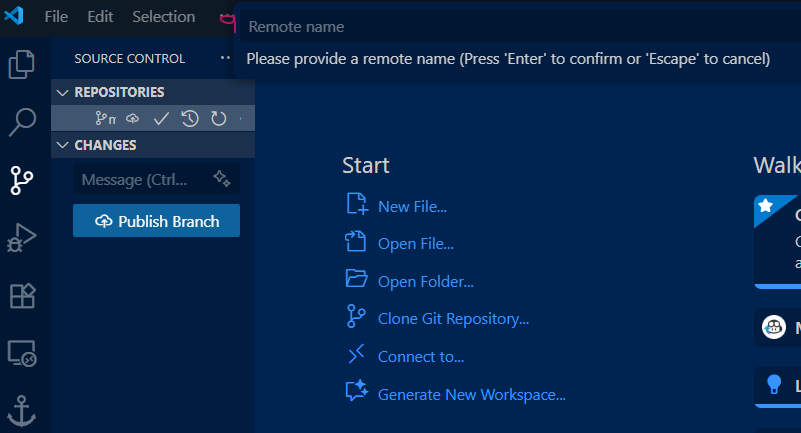 File Edit Selection
Remote name
Please provide a remote name (Press 'Enter' to confirm or 'Escape' to cancel)
SOURCE CONTROL
REPOSITORIES
CHANGES
Message (Ctrl...
Publish Branch
Start
New File...
Open File...
Open Folder...
Clone Git Repository...
Connect to...
Generate New Workspace...
Walk